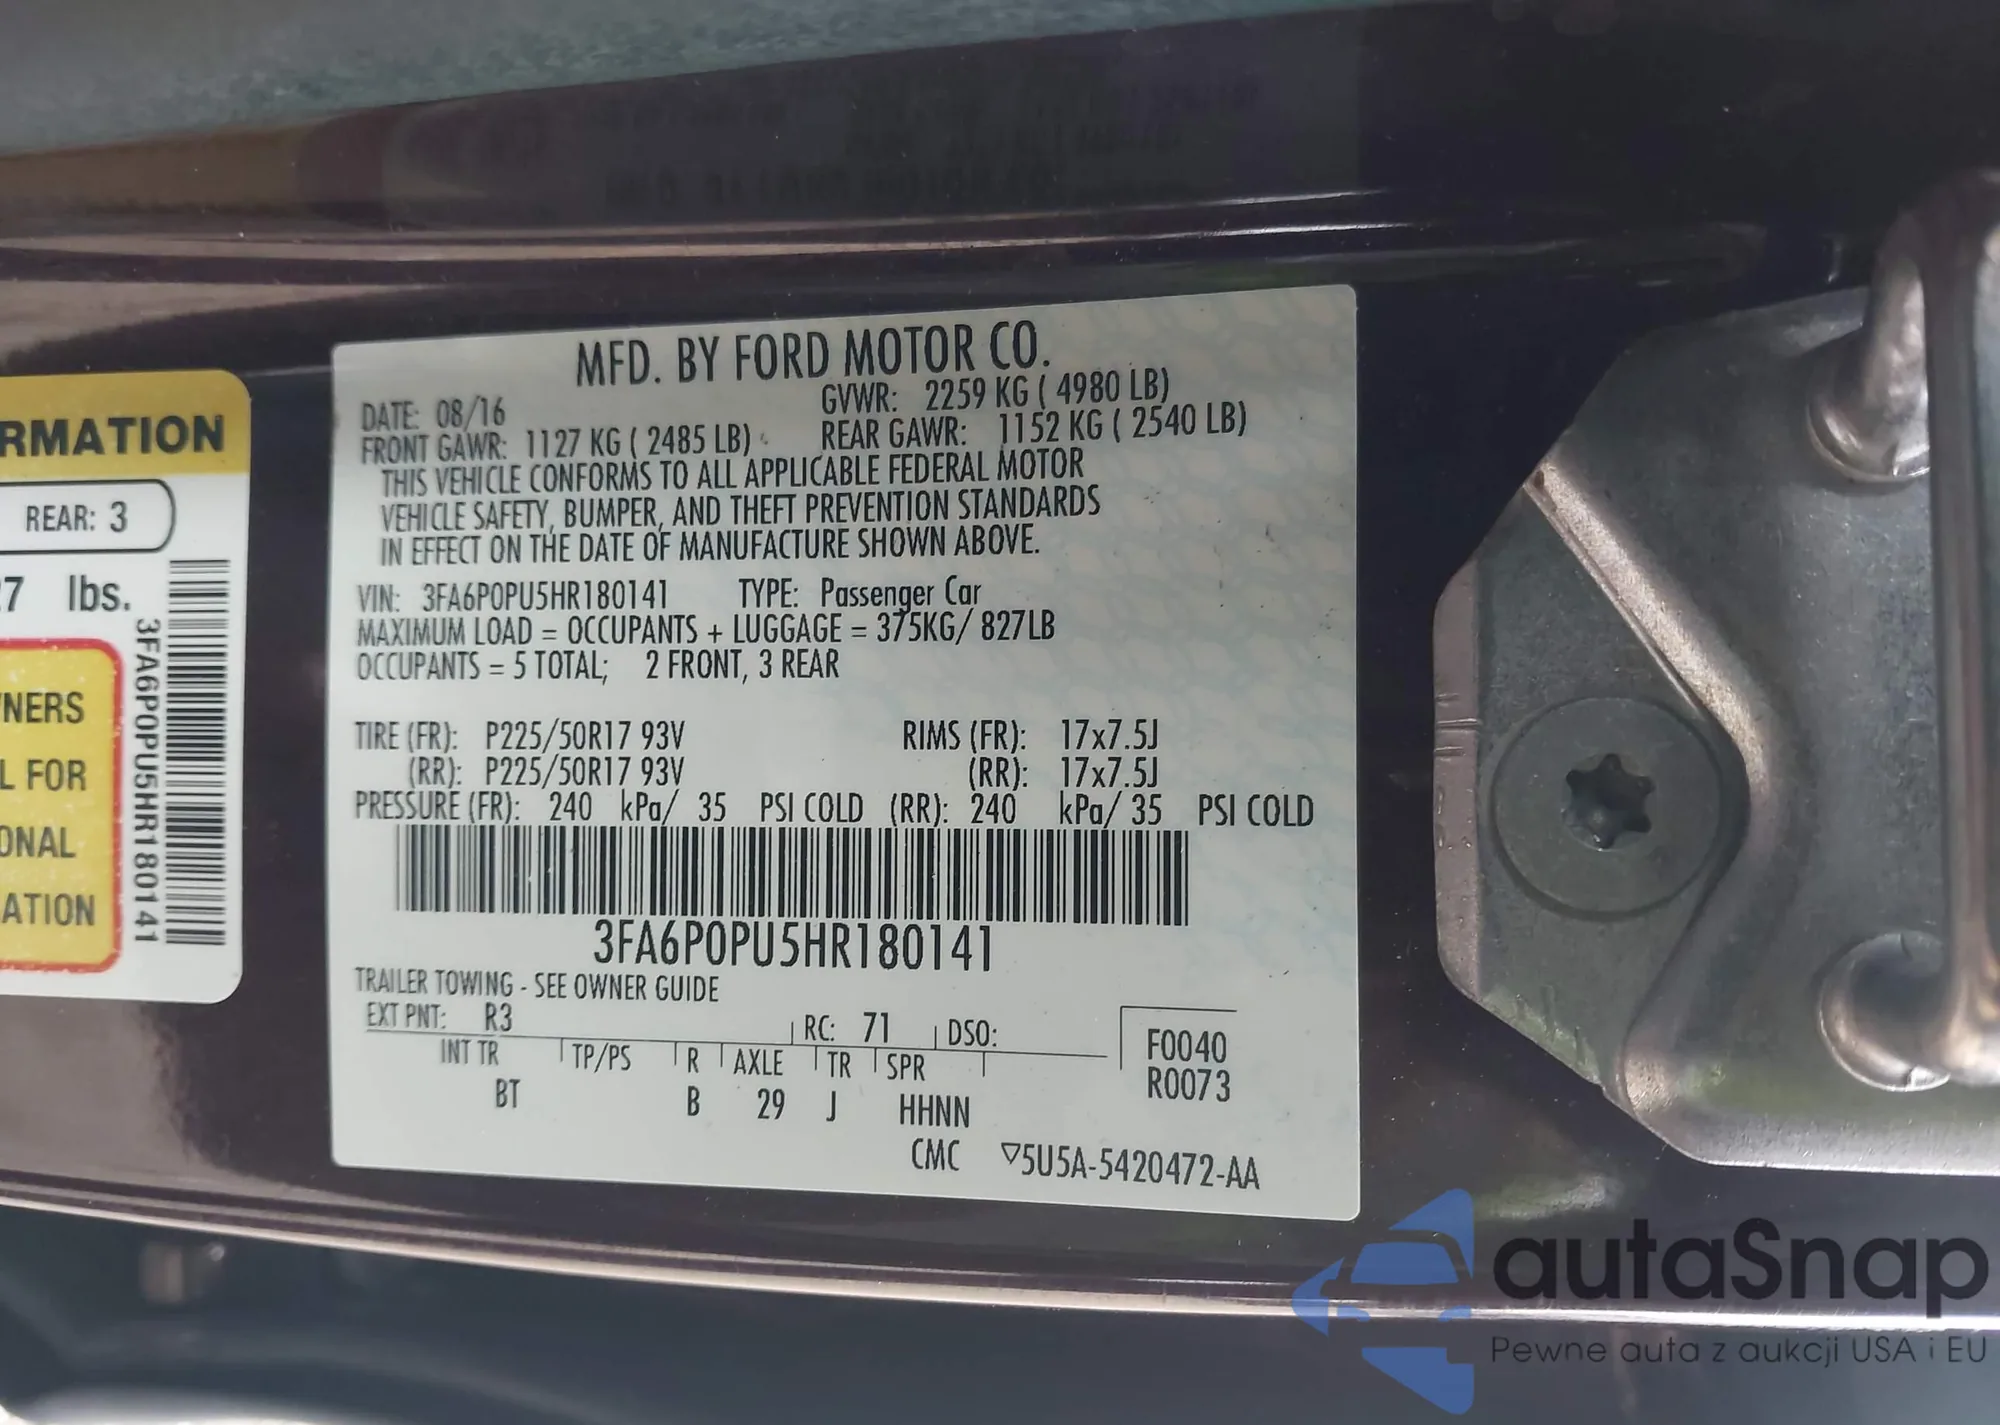 RMATION
REAR: 3
7 lbs.
NERS
L FOR
ONAL
ATION
3FA6P0PU5HR180141
MFD. BY FORD MOTOR CO.
DATE: 08/16 GVWR: 2259 KG ( 4980 LB)
FRONT GAWR: 1127 KG ( 2485 LB) REAR GAWR: 1152 KG ( 2540 LB)
THIS VEHICLE CONFORMS TO ALL APPLICABLE FEDERAL MOTOR
VEHICLE SAFETY, BUMPER, AND THEFT PREVENTION STANDARDS
IN EFFECT ON THE DATE OF MANUFACTURE SHOWN ABOVE.
VIN: 3FA6P0PU5HR180141 TYPE: Passenger Car
MAXIMUM LOAD = OCCUPANTS + LUGGAGE = 375KG/ 827LB
OCCUPANTS = 5 TOTAL; 2 FRONT, 3 REAR
TIRE (FR): P225/50R17 93V RIMS (FR): 17x7.5J
(RR): P225/50R17 93V (RR): 17x7.5J
PRESSURE (FR): 240 kPa/ 35 PSI COLD (RR): 240 kPa/ 35 PSI COLD
3FA6P0PU5HR180141
TRAILER TOWING - SEE OWNER GUIDE
EXT PNT: R3 RC: 71 DSO:
INT TR TP/PS R AXLE TR SPR
BT B 29 J HHNN
F0040
R0073
CMC ▽5U5A-5420472-AA
autaSnap
Pewne auta z aukcji USA i EU